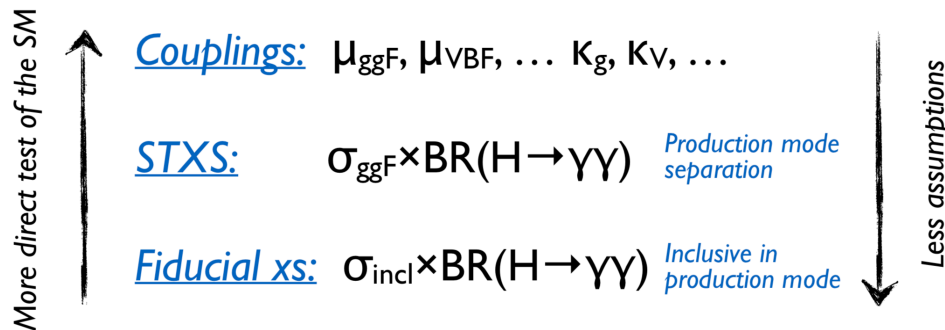 More direct test of the SM
Couplings: μggF, μVBF, … κg, κV, …
STXS: σggF×BR(H→γγ) Production mode
separation
Fiducial xs: σincl×BR(H→γγ) Inclusive in
production mode
Less assumptions